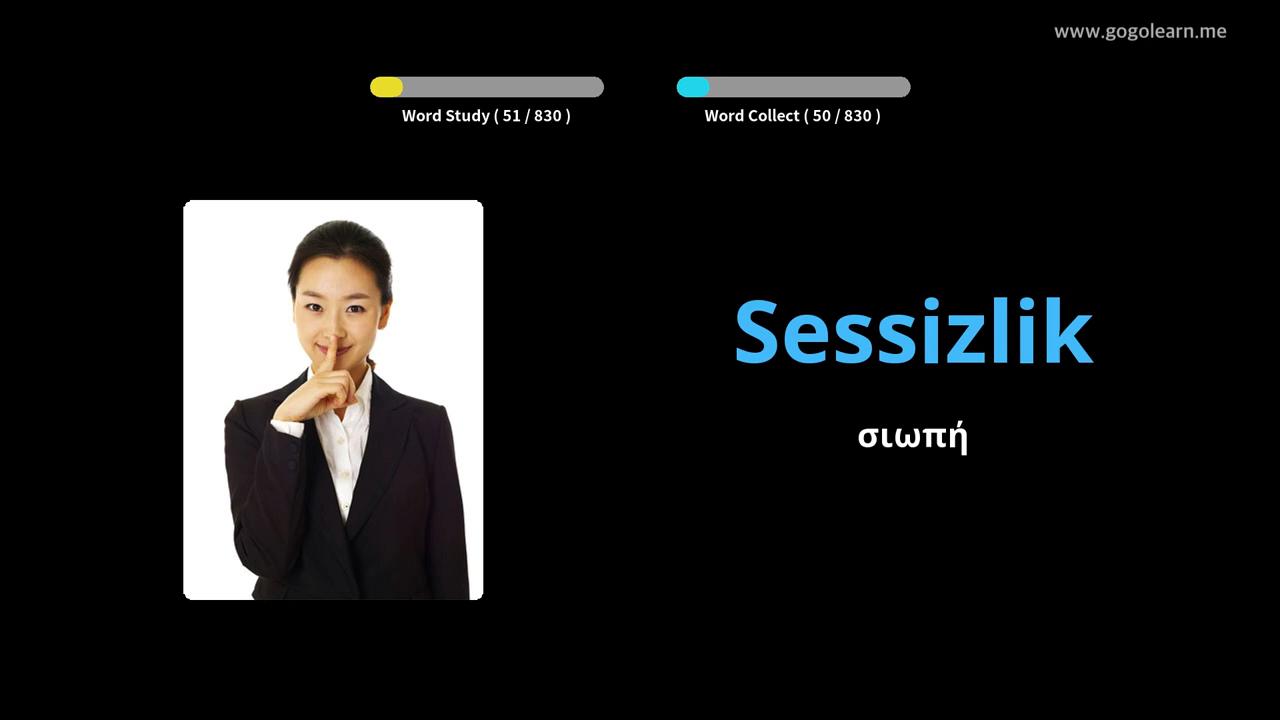 www.gogolearn.me
Word Study ( 51 / 830 )
Word Collect ( 50 / 830 )
Sessizlik
σιωπή